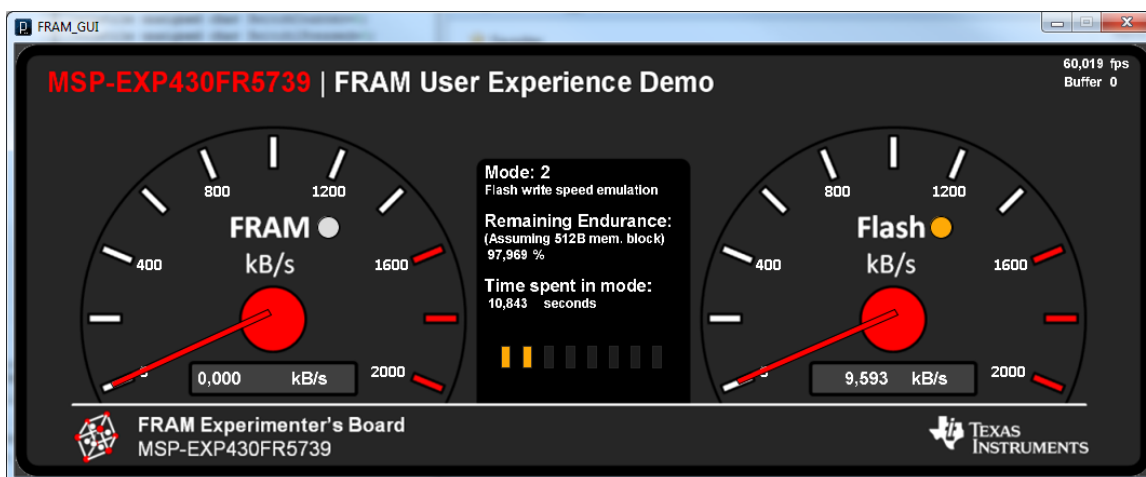 FRAM_GUI
MSP-EXP430FR5739 | FRAM User Experience Demo
60,019 fps
Buffer 0
800
1200
FRAM
400
kB/s
1600
0
2000
0,000 kB/s
Mode: 2
Flash write speed emulation
Remaining Endurance:
(Assuming 512B mem. block)
97,969 %
Time spent in mode:
10,843 seconds
800
1200
Flash
400
kB/s
1600
0
2000
9,593 kB/s
FRAM Experimenter's Board
MSP-EXP430FR5739
TEXAS
INSTRUMENTS